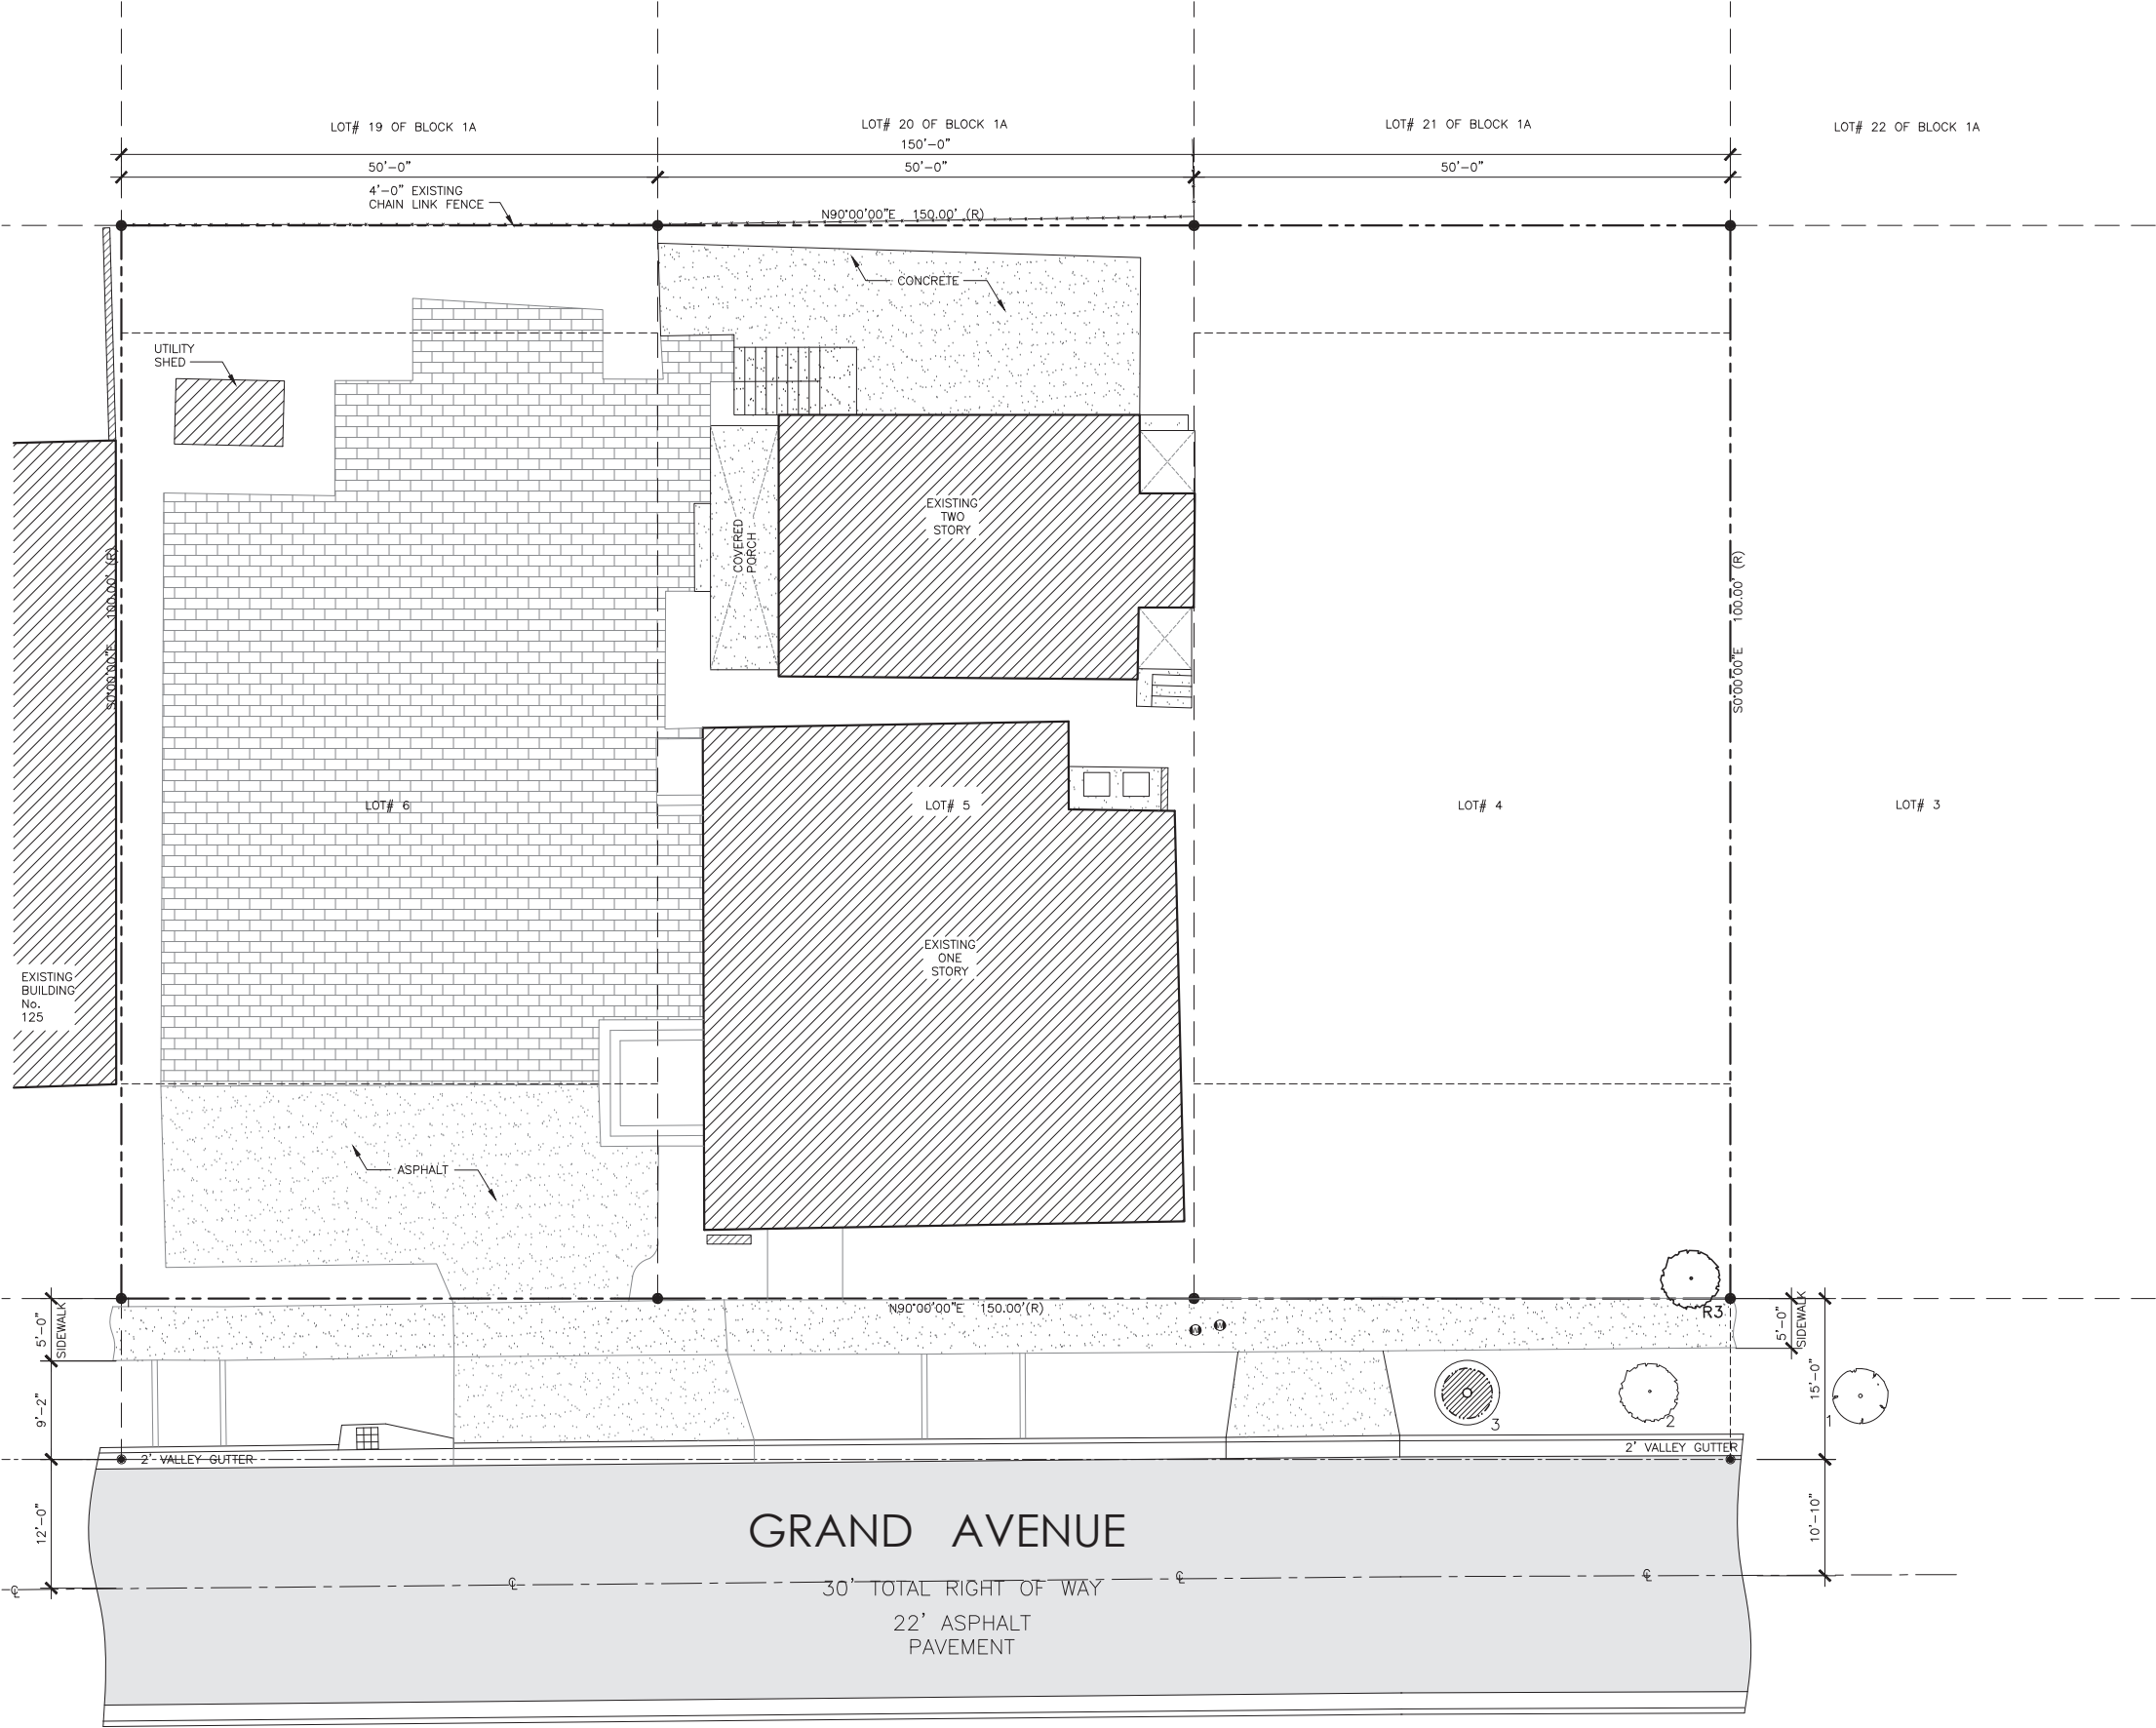 LOT# 19 OF BLOCK 1A
LOT# 20 OF BLOCK 1A
LOT# 21 OF BLOCK 1A
LOT# 22 OF BLOCK 1A
150'-0"
50'-0"
50'-0"
50'-0"
4'-0" EXISTING
CHAIN LINK FENCE
N90°00'00"E 150.00' (R)
CONCRETE
UTILITY
SHED
EXISTING
TWO
STORY
COVERED
PORCH
S0°00'00"E 100.00' (R)
S0°00'00"E 100.00' (R)
LOT# 6
LOT# 5
LOT# 4
LOT# 3
EXISTING
ONE
STORY
EXISTING
BUILDING
No.
125
ASPHALT
N90°00'00"E 150.00'(R)
R3
5'-0"
SIDEWALK
5'-0"
SIDEWALK
W
W
9'-2"
15'-0"
3
2
1
2' VALLEY GUTTER
2' VALLEY GUTTER
12'-0"
10'-10"
GRAND AVENUE
30' TOTAL RIGHT OF WAY
22' ASPHALT
PAVEMENT
℄
℄
℄
℄